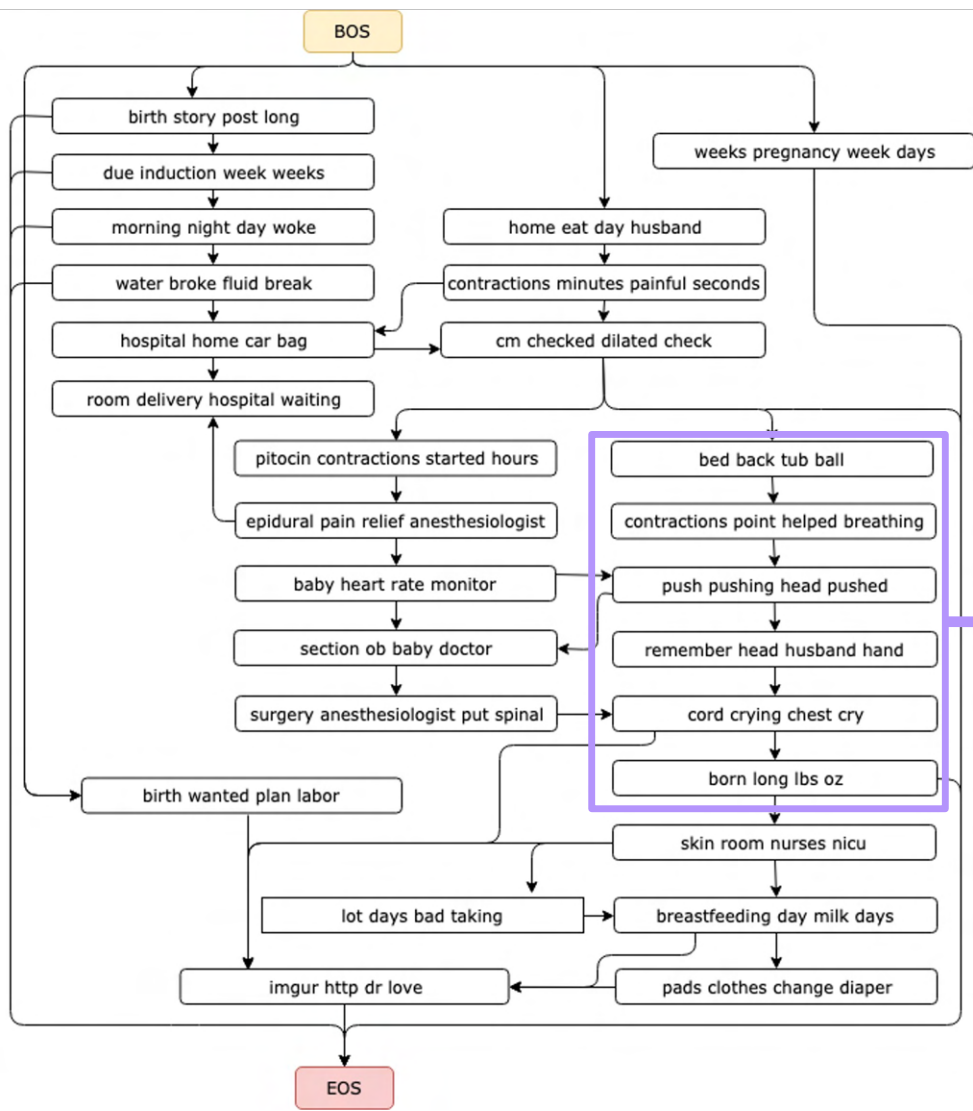 BOS
birth story post long
weeks pregnancy week days
due induction week weeks
morning night day woke
home eat day husband
water broke fluid break
contractions minutes painful seconds
hospital home car bag
cm checked dilated check
room delivery hospital waiting
pitocin contractions started hours
bed back tub ball
epidural pain relief anesthesiologist
contractions point helped breathing
baby heart rate monitor
push pushing head pushed
section ob baby doctor
remember head husband hand
surgery anesthesiologist put spinal
cord crying chest cry
born long lbs oz
birth wanted plan labor
skin room nurses nicu
lot days bad taking
breastfeeding day milk days
imgur http dr love
pads clothes change diaper
EOS